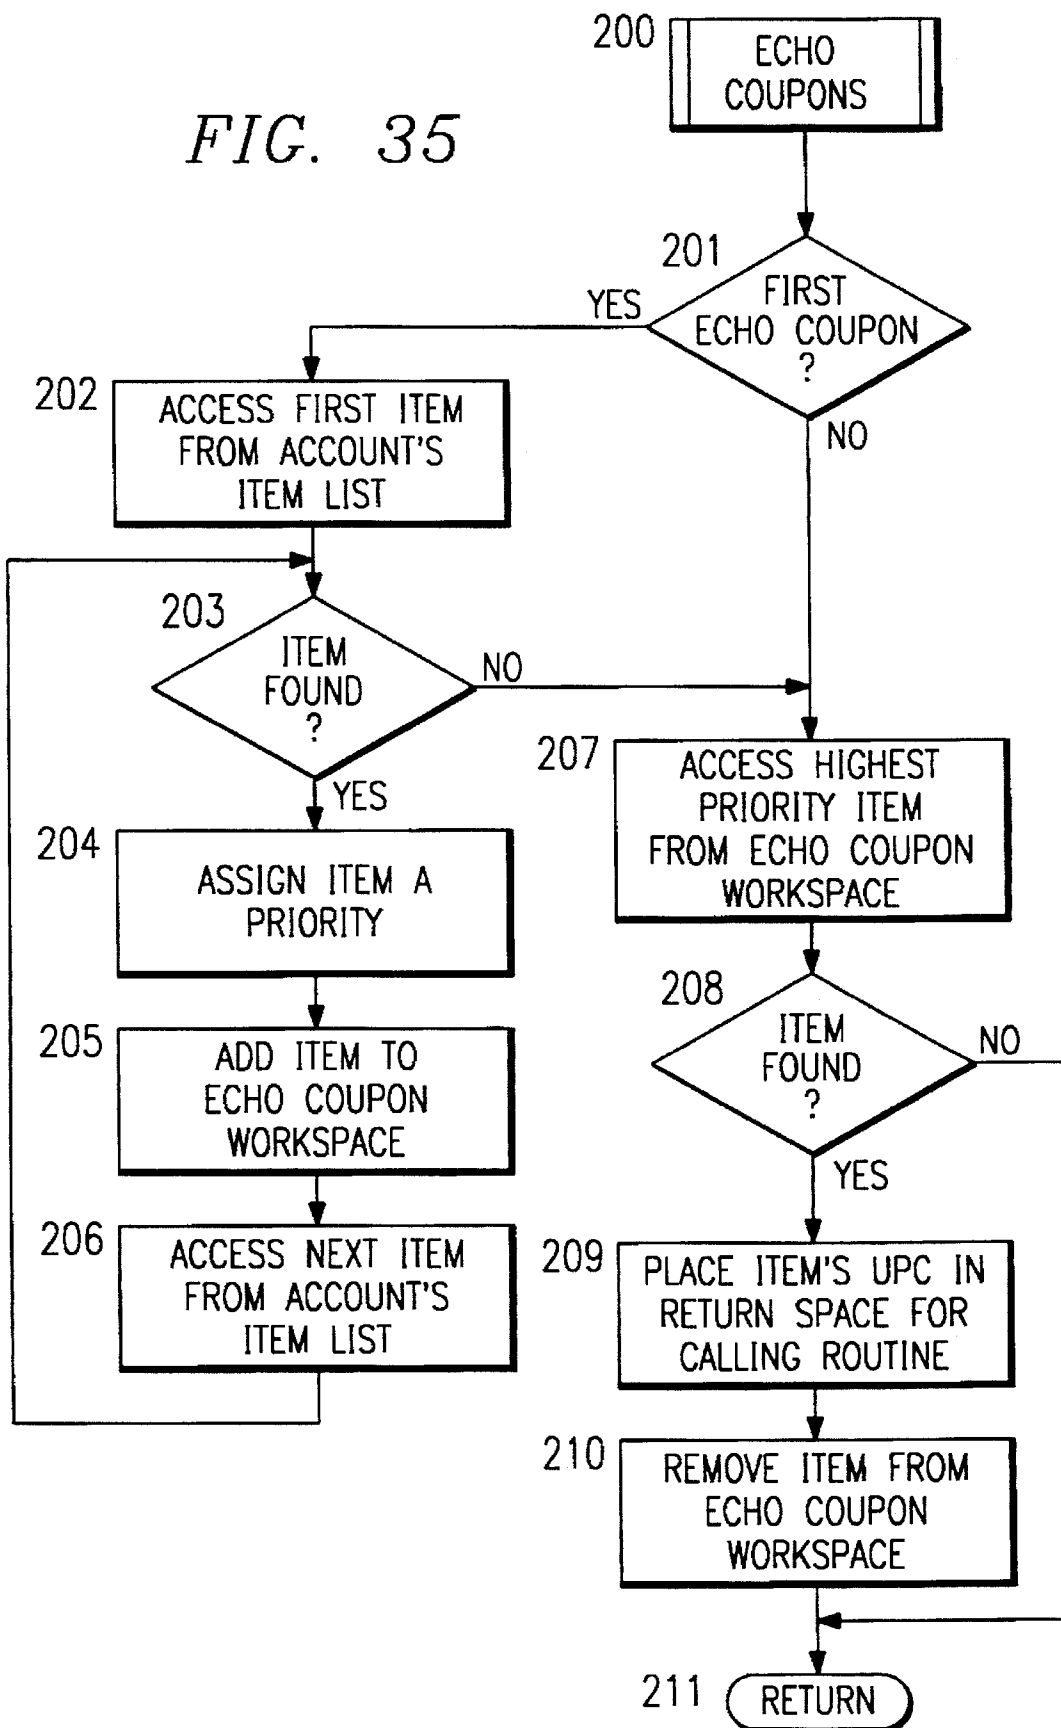 FIG. 35
200
ECHO
COUPONS
201
FIRST
ECHO COUPON
?
YES
NO
202
ACCESS FIRST ITEM
FROM ACCOUNT'S
ITEM LIST
203
ITEM
FOUND
?
NO
YES
204
ASSIGN ITEM A
PRIORITY
205
ADD ITEM TO
ECHO COUPON
WORKSPACE
206
ACCESS NEXT ITEM
FROM ACCOUNT'S
ITEM LIST
207
ACCESS HIGHEST
PRIORITY ITEM
FROM ECHO COUPON
WORKSPACE
208
ITEM
FOUND
?
NO
YES
209
PLACE ITEM'S UPC IN
RETURN SPACE FOR
CALLING ROUTINE
210
REMOVE ITEM FROM
ECHO COUPON
WORKSPACE
211
RETURN